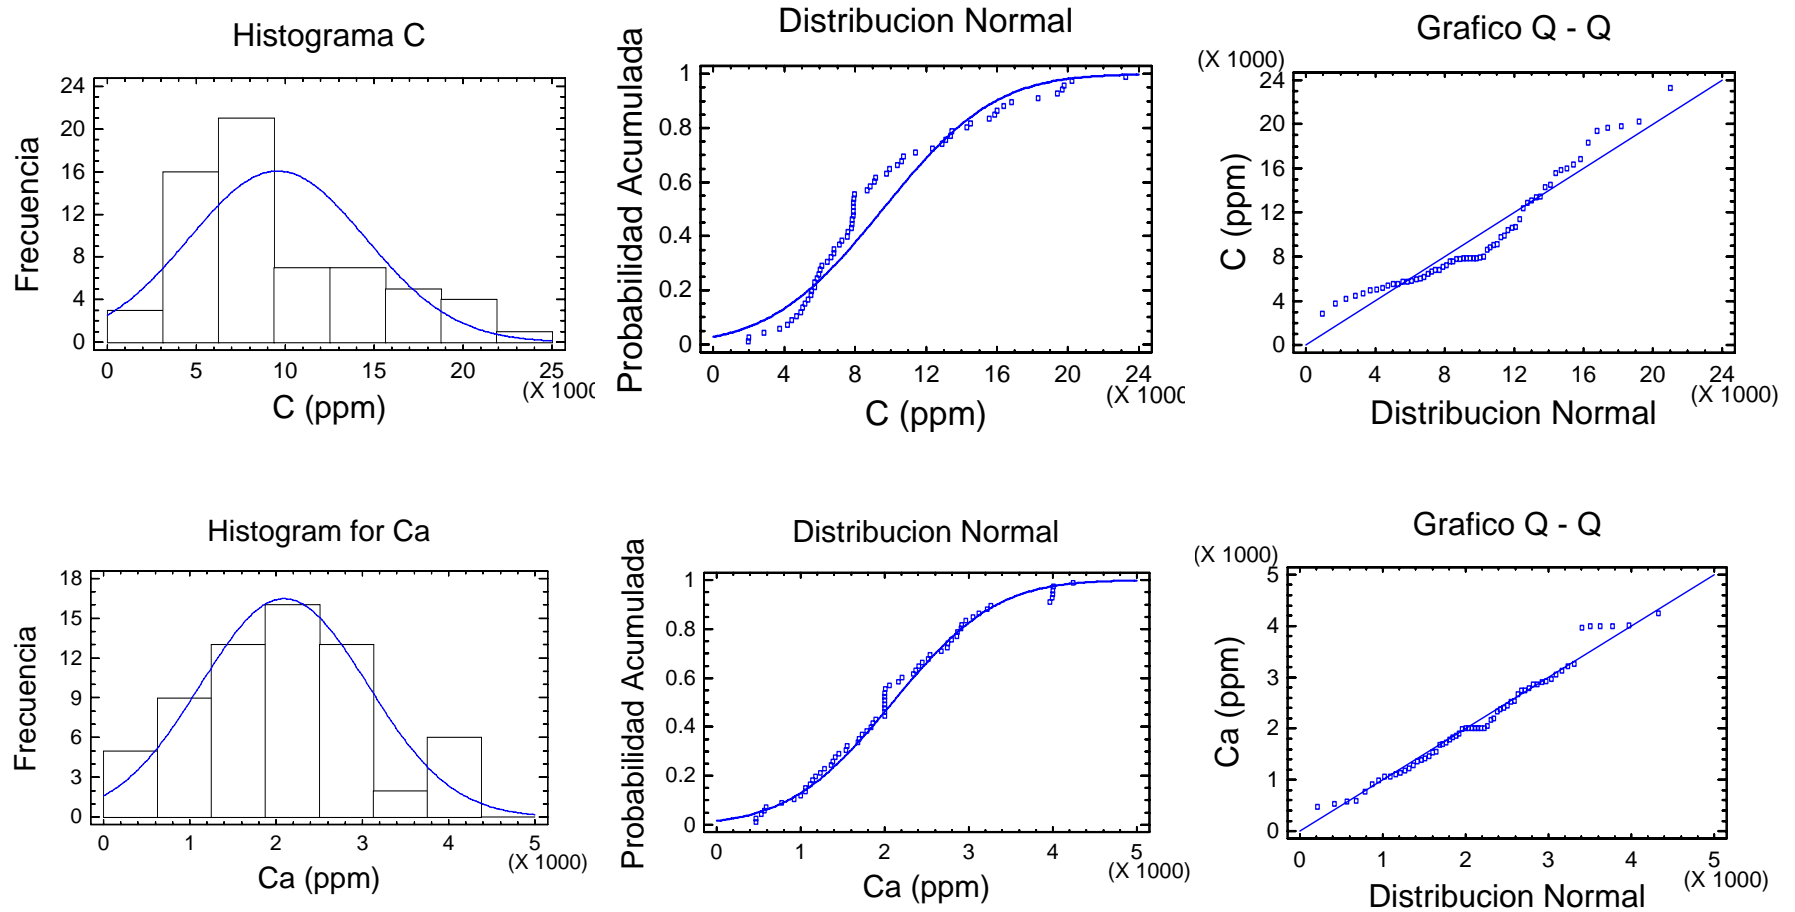 Histograma C
Frecuencia
24
20
16
12
8
4
0
0 5 10 15 20 25
(X 1000
C (ppm)
Distribucion Normal
Probabilidad Acumulada
1
0.8
0.6
0.4
0.2
0
0 4 8 12 16 20 24
(X 1000
C (ppm)
Grafico Q - Q
(X 1000)
C (ppm)
24
20
16
12
8
4
0
0 4 8 12 16 20 24
(X 1000)
Distribucion Normal
Histogram for Ca
Frecuencia
18
15
12
9
6
3
0
0 1 2 3 4 5
(X 1000)
Ca (ppm)
Distribucion Normal
Probabilidad Acumulada
1
0.8
0.6
0.4
0.2
0
0 1 2 3 4 5
(X 1000)
Ca (ppm)
Grafico Q - Q
(X 1000)
Ca (ppm)
5
4
3
2
1
0
0 1 2 3 4 5
(X 1000)
Distribucion Normal